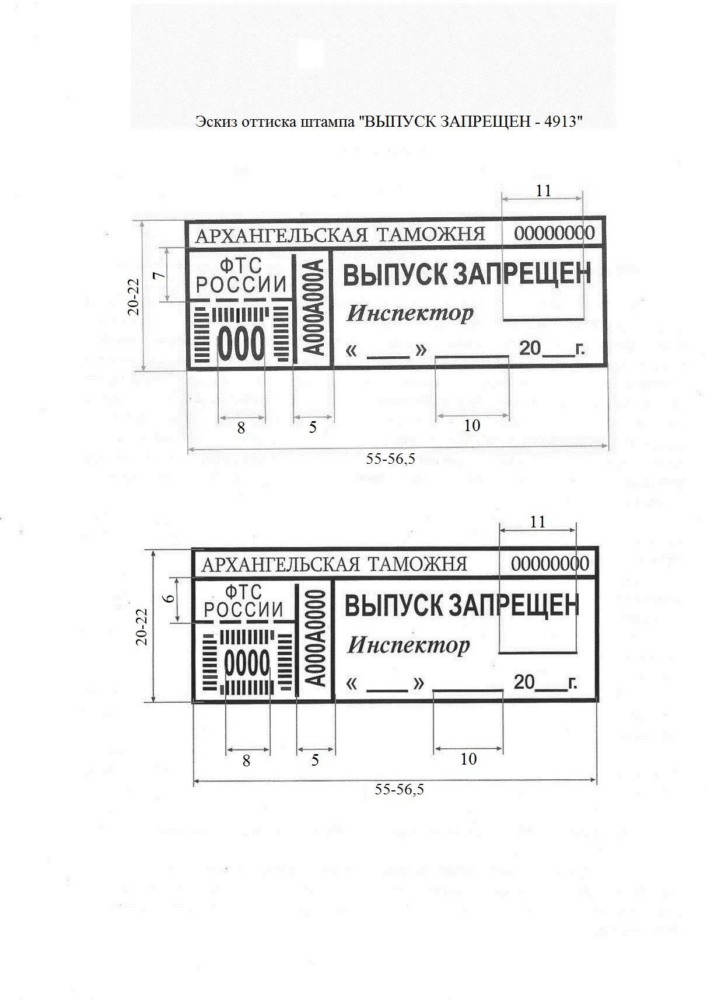 Эскиз оттиска штампа "ВЫПУСК ЗАПРЕЩЕН - 4913"
11
АРХАНГЕЛЬСКАЯ ТАМОЖНЯ 00000000
7
20-22
ФТС
РОССИИ
000
А000А000А
ВЫПУСК ЗАПРЕЩЕН
Инспектор
« ____ » _______ 20___г.
8
5
10
55-56,5
11
АРХАНГЕЛЬСКАЯ ТАМОЖНЯ 00000000
6
20-22
ФТС
РОССИИ
0000
А000А0000
ВЫПУСК ЗАПРЕЩЕН
Инспектор
« ____ » _______ 20___г.
8
5
10
55-56,5